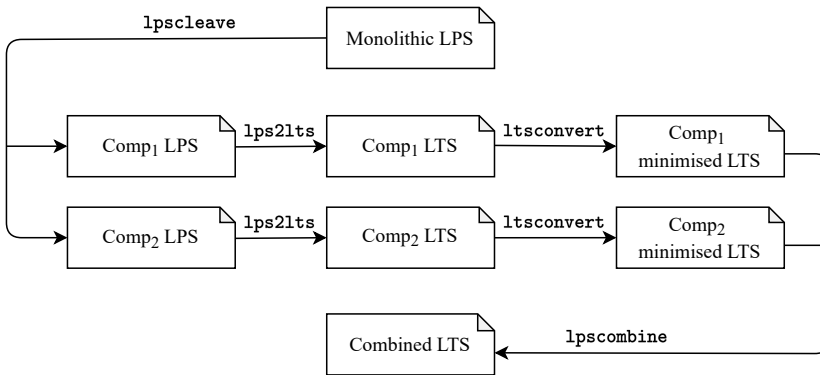 lpscleave
Monolithic LPS
Comp₁ LPS
lps2lts
Comp₁ LTS
ltsconvert
Comp₁
minimised LTS
Comp₂ LPS
lps2lts
Comp₂ LTS
ltsconvert
Comp₂
minimised LTS
Combined LTS
lpscombine